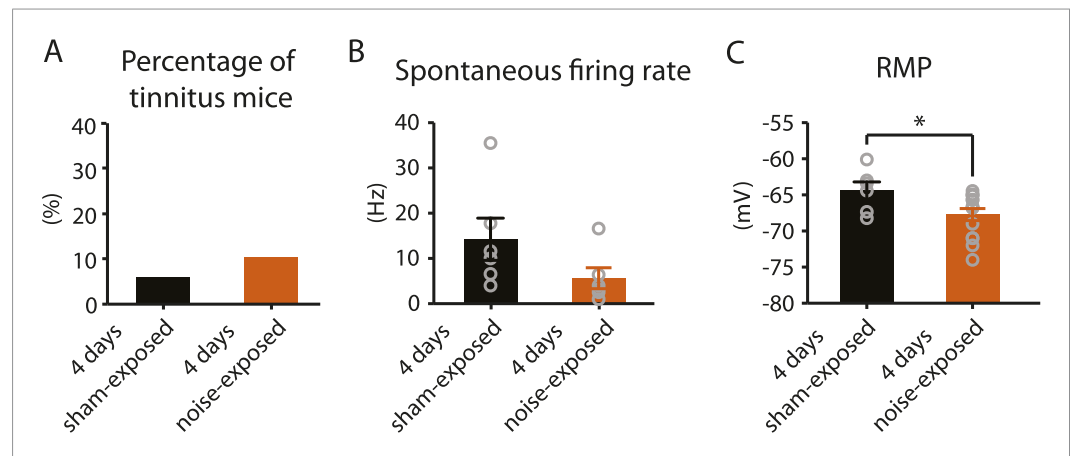 A
Percentage of
tinnitus mice
40
30
20
10
0
(%)
4 days
sham-exposed
4 days
noise-exposed
B
Spontaneous firing rate
40
30
20
10
0
(Hz)
4 days
sham-exposed
4 days
noise-exposed
C
RMP
-55
-60
-65
-70
-75
-80
(mV)
*
4 days
sham-exposed
4 days
noise-exposed